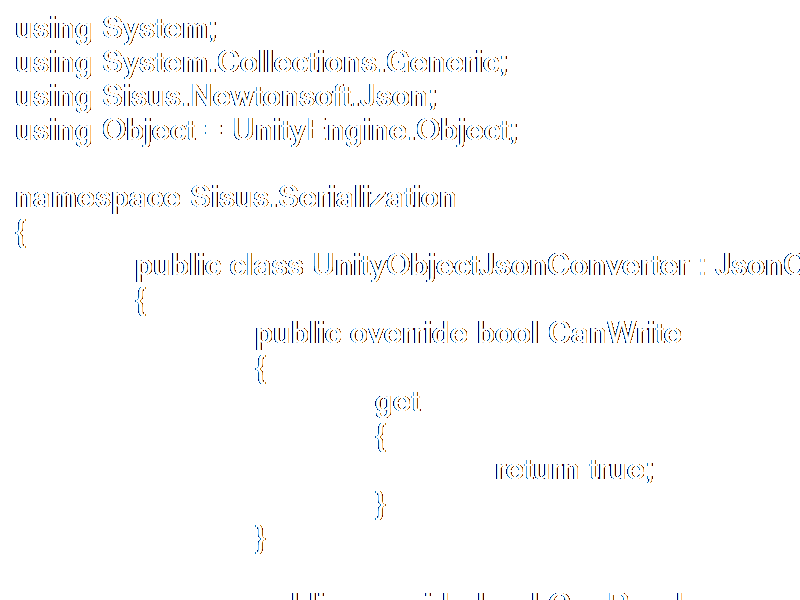 using System;
using System.Collections.Generic;
using Sisus.Newtonsoft.Json;
using Object = UnityEngine.Object;
namespace Sisus.Serialization
{
public class UnityObjectJsonConverter : JsonC
{
public override bool CanWrite
{
get
{
return true;
}
}